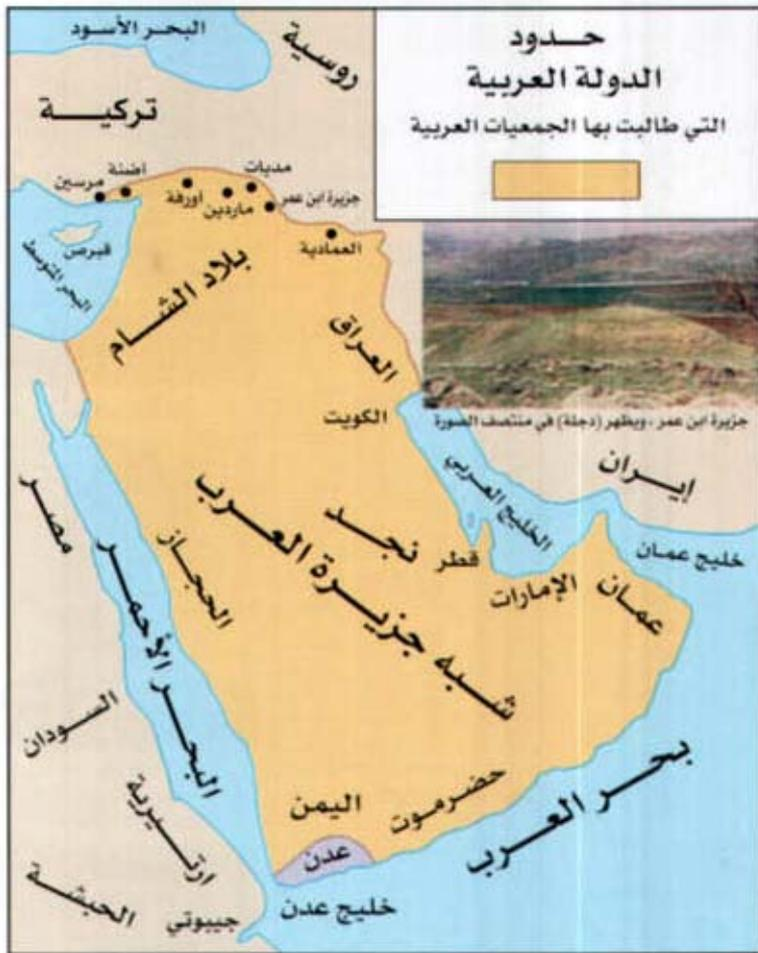 حدود
الدولة العربية
التي طالبت بها الجمعيات العربية
البحر الأسود
روسية
تركية
مرسين
اضنة
اورفة
ماردين
مديات
جزيرة ابن عمر
العمادية
قبرص
البحر المتوسط
بلاد الشام
العراق
الكويت
جزيرة ابن عمر ، ويظهر (دجلة) في منتصف الصورة
إيران
الخليج العربي
خليج عمان
نجد
قطر
الإمارات
عمان
شبه جزيرة العرب
الحجاز
مصر
البحر الأحمر
السودان
ارتيرية
الحبشة
جيبوتي
اليمن
حضرموت
عدن
خليج عدن
بحر العرب